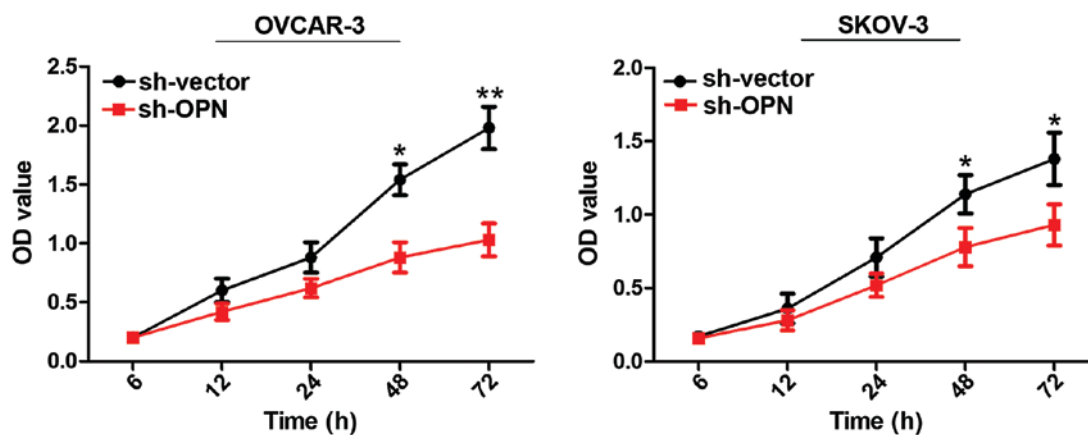 OVCAR-3
sh-vector
sh-OPN
OD value
2.5
2.0
1.5
1.0
0.5
0.0
*
**
6 12 24 48 72
Time (h)
SKOV-3
sh-vector
sh-OPN
OD value
2.0
1.5
1.0
0.5
0.0
*
*
6 12 24 48 72
Time (h)